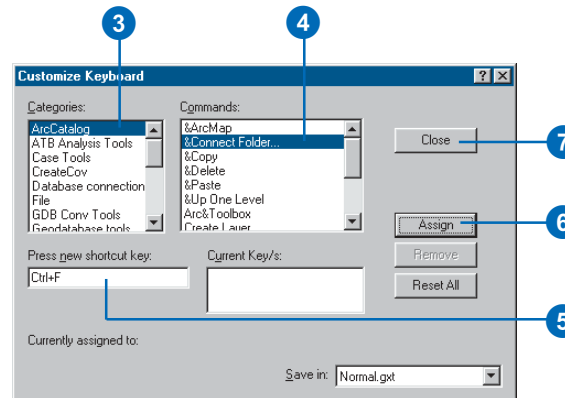 3
4
Customize Keyboard
Categories:
Commands:
ArcCatalog
ATB Analysis Tools
Case Tools
CreateCov
Database connection
File
GDB Conv Tools
Geodatabase tools
&ArcMap
&Connect Folder...
&Copy
&Delete
&Paste
&Up One Level
Arc&Toolbox
Create Layer
Close
7
Assign
6
Remove
Reset All
Press new shortcut key:
Current Key/s:
Ctrl+F
5
Currently assigned to:
Save in:
Normal.gxt